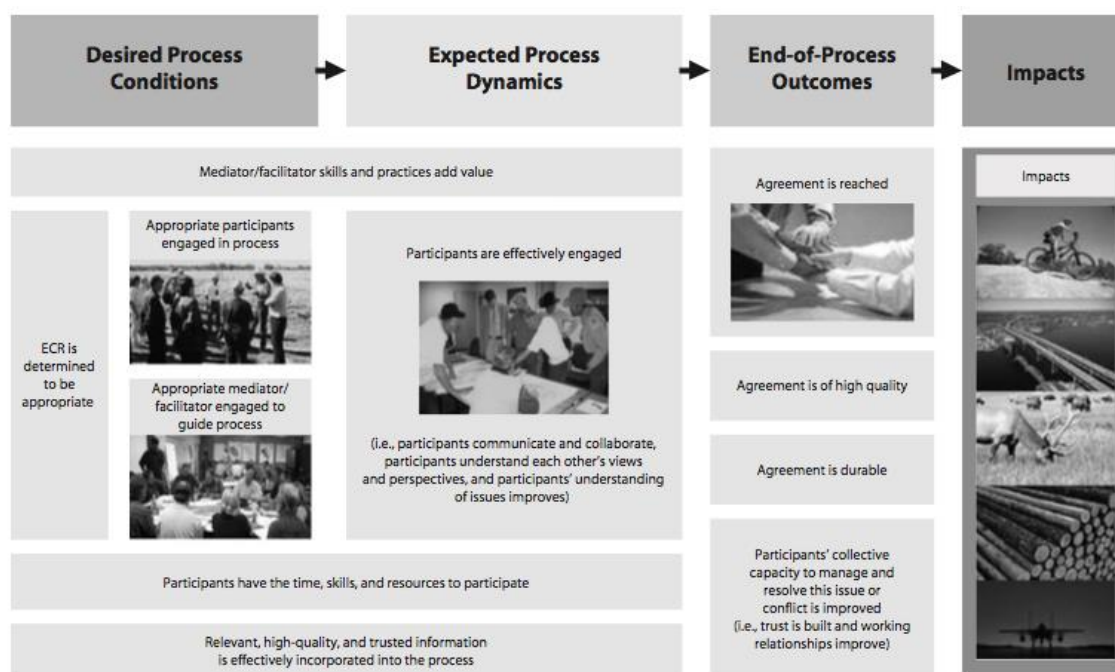 Desired Process
Conditions
Expected Process
Dynamics
End-of-Process
Outcomes
Impacts
Mediator/facilitator skills and practices add value
ECR is
determined
to be
appropriate
Appropriate participants
engaged in process
Appropriate mediator/
facilitator engaged to
guide process
Participants are effectively engaged
(i.e., participants communicate and collaborate,
participants understand each other's views
and perspectives, and participants' understanding
of issues improves)
Participants have the time, skills, and resources to participate
Relevant, high-quality, and trusted information
is effectively incorporated into the process
Agreement is reached
Agreement is of high quality
Agreement is durable
Participants' collective
capacity to manage and
resolve this issue or
conflict is improved
(i.e., trust is built and working
relationships improve)
Impacts